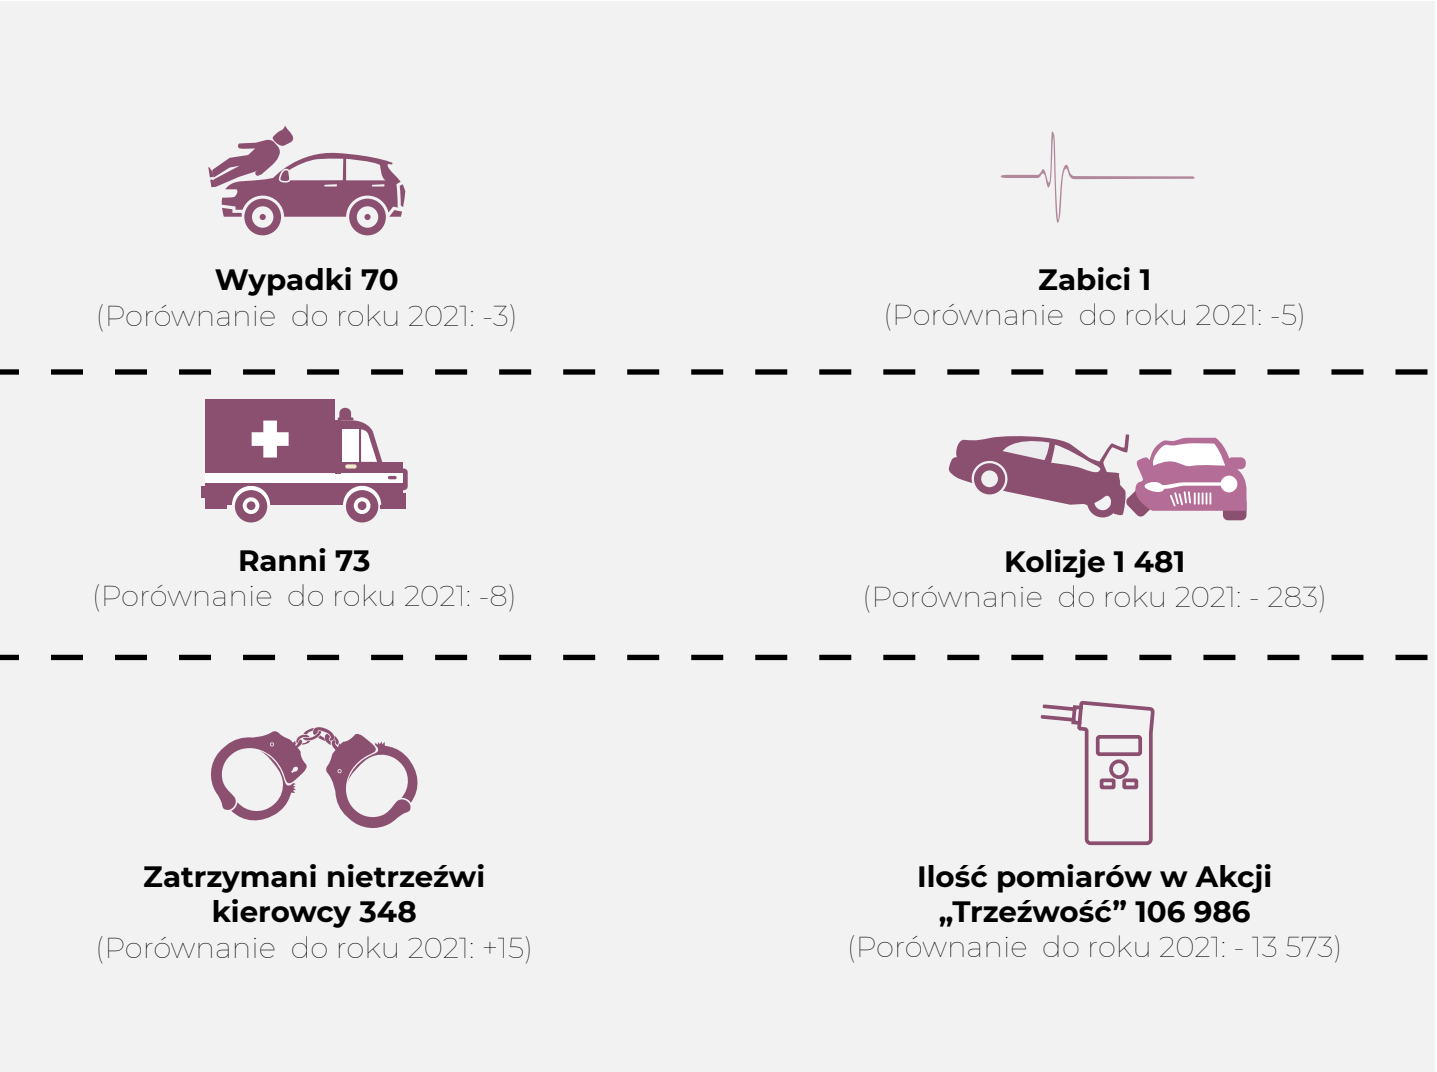 Wypadki 70
(Porównanie  do roku 2021: -3)
Zabici 1
(Porównanie  do roku 2021: -5)
Ranni 73
(Porównanie  do roku 2021: -8)
Kolizje 1 481
(Porównanie  do roku 2021: - 283)
Zatrzymani nietrzeźwi
kierowcy 348
(Porównanie  do roku 2021: +15)
Ilość pomiarów w Akcji
„Trzeźwość” 106 986
(Porównanie  do roku 2021: - 13 573)